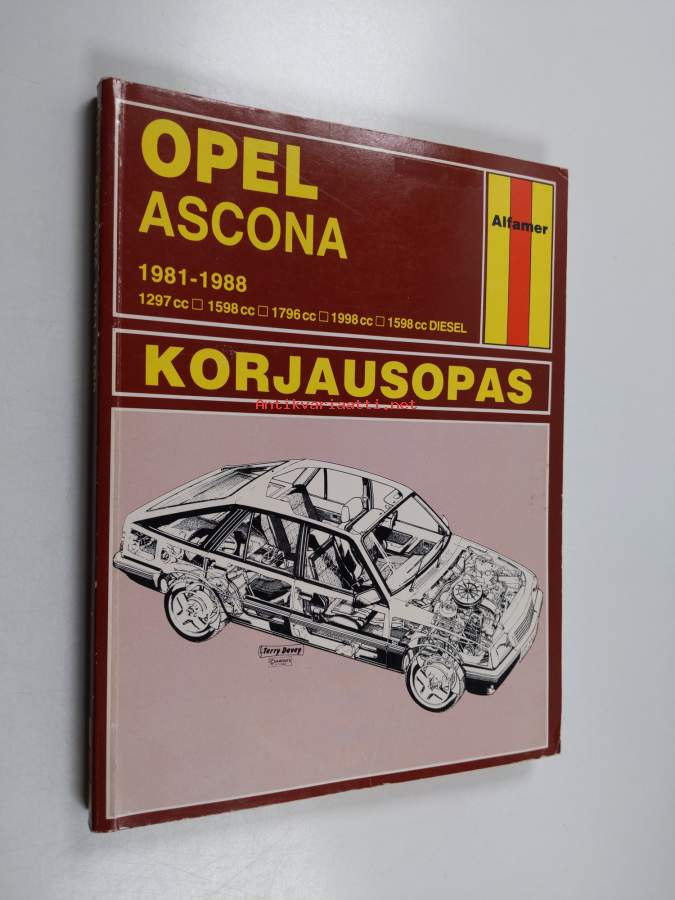 OPEL
ASCONA
1981-1988
1297 cc □ 1598 cc □ 1796 cc □ 1998 cc □ 1598 cc DIESEL
Alfamer
KORJAUSOPAS
Antikvariaatti.net
Terry Davey